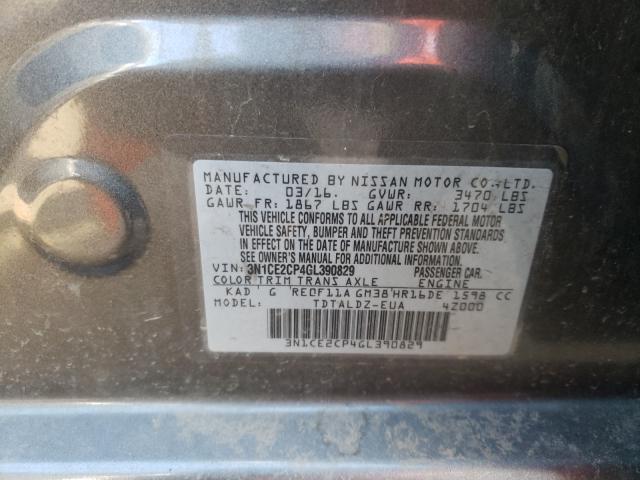 MANUFACTURED BY NISSAN MOTOR CO.,LTD.
DATE: 03/16. GVWR: 3470 LBS
GAWR FR: 1867 LBS GAWR RR: 1704 LBS
THIS VEHICLE CONFORMS TO ALL APPLICABLE FEDERAL MOTOR
VEHICLE SAFETY, BUMPER AND THEFT PREVENTION STANDARDS
IN EFFECT ON THE DATE OF MANUFACTURE SHOWN ABOVE.
SEE OWNER'S MANUAL FOR ADDITIONAL INFORMATION.
VIN: 3N1CE2CP4GL390829 PASSENGER CAR.
COLOR TRIM TRANS AXLE ENGINE
KAD G RE0F11A GM38 HR16DE 1598 CC
MODEL: TDTALDZ-EUA 4Z000
3N1CE2CP4GL390829